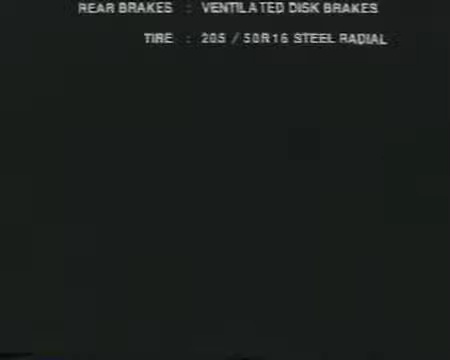 REAR BRAKES : VENTILATED DISK BRAKES
TIRE : 205 / 50R16 STEEL RADIAL